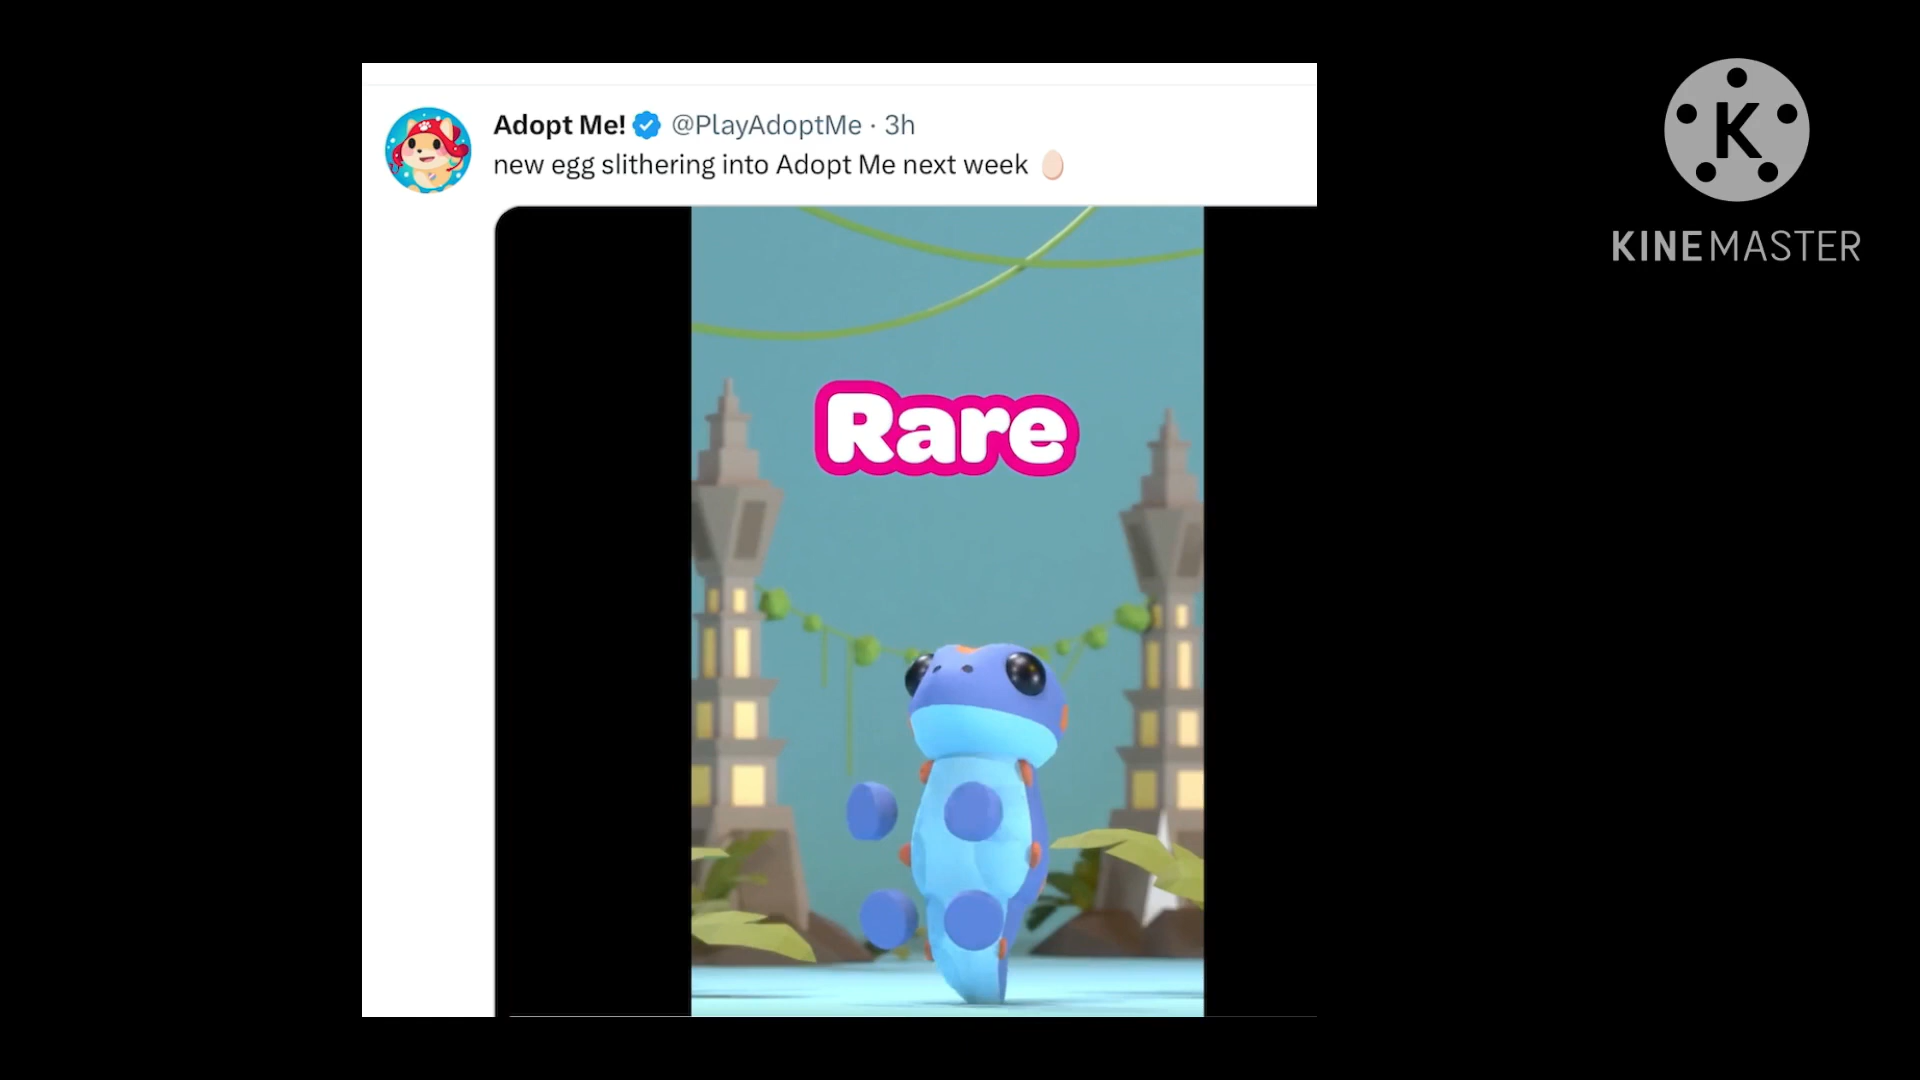 Adopt Me! @PlayAdoptMe · 3h
new egg slithering into Adopt Me next week 🥚
Rare
K
KINEMASTER